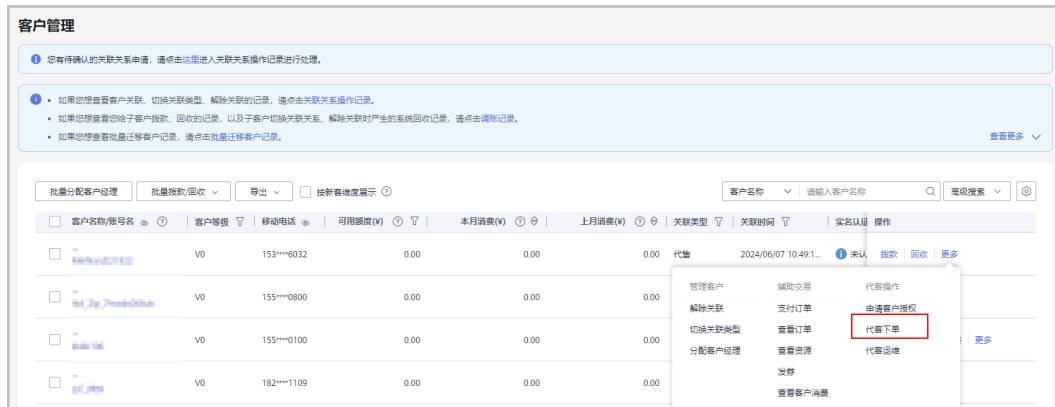 客户管理
您有待确认的关联关系申请，请点击这里进入关联关系操作记录进行处理。
• 如果您想查看客户关联、切换关联类型、解除关联的记录，请点击关联关系操作记录。
• 如果您想查看您给子客户拨款、回收的记录，以及子客户切换关联关系、解除关联时产生的系统回收记录，请点击调账记录。
• 如果您想查看批量迁移客户记录，请点击批量迁移客户记录。
查看更多
批量分配客户经理 批量拨款/回收 导出 按新客维度展示 客户名称 请输入客户名称 高级搜索
客户名称/账号名 客户等级 移动电话 可用额度(¥) 本月消费(¥) 上月消费(¥) 关联类型 关联时间 实名认证 操作
-- V0 153****6032 0.00 0.00 0.00 代售 2024/06/07 10:49:1... 未认 拨款 回收 更多
-- V0 155****0800 0.00 0.00 0.00
-- V0 155****0100 0.00 0.00 0.00 更多
-- V0 182****1109 0.00 0.00 0.00
管理客户 辅助交易 代客操作
解除关联 支付订单 申请客户授权
切换关联类型 查看订单 代客下单
分配客户经理 查看资源 代客运维
发券
查看客户消费